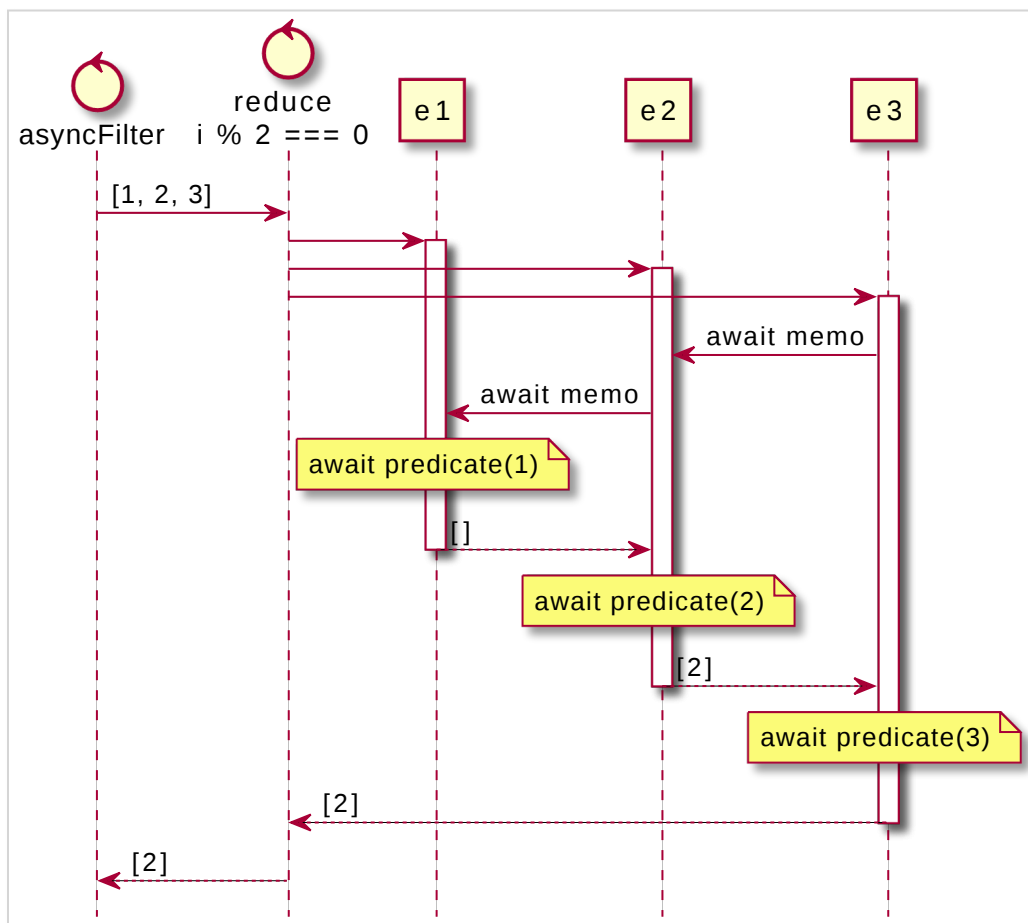 reduce
asyncFilter
i % 2 === 0
e1
e2
e3
[1, 2, 3]
await memo
await memo
await predicate(1)
[]
await predicate(2)
[2]
await predicate(3)
[2]
[2]